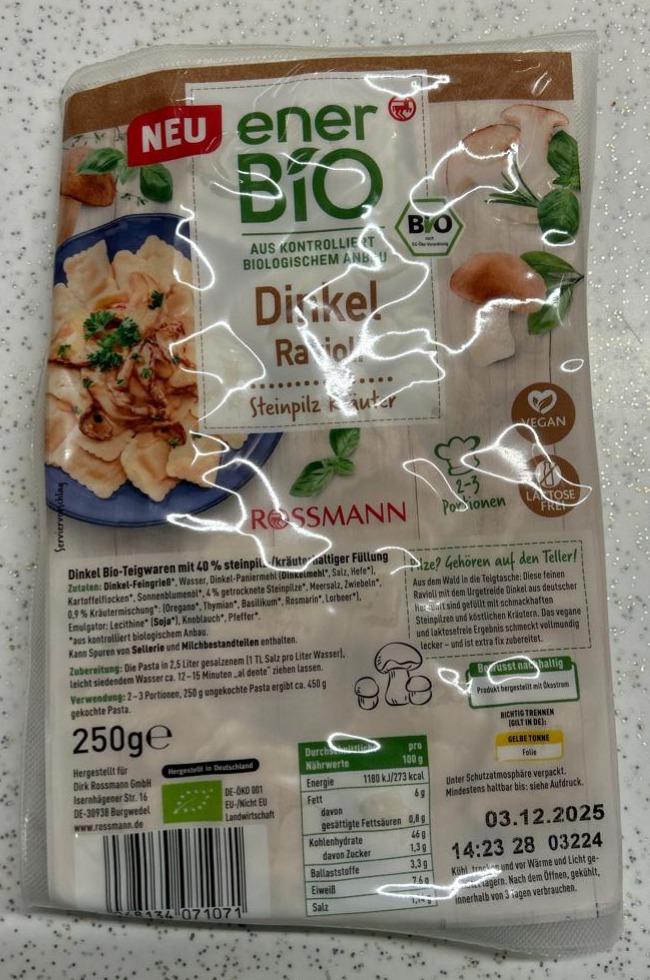 NEU
ener
BiO
AUS KONTROLLIERT
BIOLOGISCHEM ANBAU
BiO
nach
EG-Öko-Verordnung
Dinkel
Ravioli
Steinpilz Kräuter
VEGAN
LACTOSE
FREI
2-3
Portionen
ROSSMANN
Serviervorschlag
Dinkel Bio-Teigwaren mit 40 % steinpilz-/kräuterhaltiger Füllung
Zutaten: Dinkel-Feingrieß*, Wasser, Dinkel-Paniermehl (Dinkelmehl*, Salz, Hefe*),
Kartoffelflocken*, Sonnenblumenöl*, 4 % getrocknete Steinpilze*, Meersalz, Zwiebeln*,
0,9 % Kräutermischung*: (Oregano*, Thymian*, Basilikum*, Rosmarin*, Lorbeer*),
Emulgator: Lecithine* (Soja*), Knoblauch*, Pfeffer*.
*aus kontrolliert biologischem Anbau.
Kann Spuren von Sellerie und Milchbestandteilen enthalten.
Zubereitung: Die Pasta in 2,5 Liter gesalzenem (1 TL Salz pro Liter Wasser),
leicht siedendem Wasser ca. 12-15 Minuten „al dente" ziehen lassen.
Verwendung: 2-3 Portionen, 250 g ungekochte Pasta ergibt ca. 450 g
gekochte Pasta.
Gehören auf den Teller!
Aus dem Wald in die Teigtasche: Diese feinen
Ravioli mit dem Urgetreide Dinkel aus deutscher
Herkunft sind gefüllt mit schmackhaften
Steinpilzen und köstlichen Kräutern. Das vegane
und laktosefreie Ergebnis schmeckt vollmundig
lecker – und ist extra fix zubereitet.
Bewusst nachhaltig
Produkt hergestellt mit Ökostrom
RICHTIG TRENNEN
(GILT IN DE):
GELBE TONNE
Folie
250g℮
Hergestellt für
Dirk Rossmann GmbH
Isernhägener Str. 16
DE-30938 Burgwedel
www.rossmann.de
Hergestellt in Deutschland
DE-ÖKO 001
EU-/Nicht EU
Landwirtschaft
071071
Durchschnittliche pro
Nährwerte 100 g
Energie 1180 kJ/273 kcal
Fett 6 g
davon
gesättigte Fettsäuren 0,8 g
Kohlenhydrate 46 g
davon Zucker 1,3 g
Ballaststoffe 3,3 g
Eiweiß 7,6 g
Salz
Unter Schutzatmosphäre verpackt.
Mindestens haltbar bis: siehe Aufdruck.
03.12.2025
14:23 28 03224
Kühl, trocken und vor Wärme und Licht ge-
schützt lagern. Nach dem Öffnen, gekühlt,
innerhalb von 3 Tagen verbrauchen.